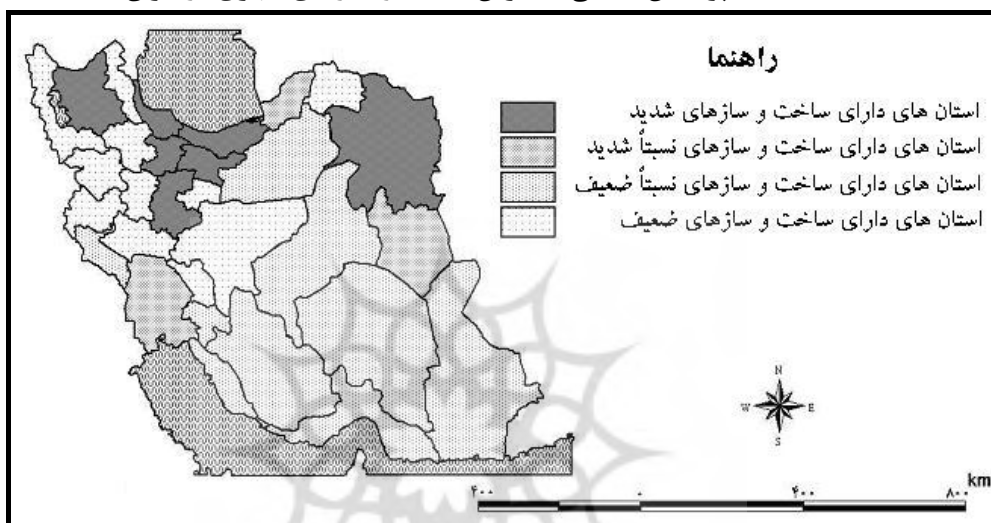 راهنما
استان های دارای ساخت و سازهای شدید
استان های دارای ساخت و سازهای نسبتاً شدید
استان های دارای ساخت و سازهای نسبتاً ضعیف
استان های دارای ساخت و سازهای ضعیف
N
W E
S
km
۴۰۰ ۰ ۴۰۰ ۸۰۰